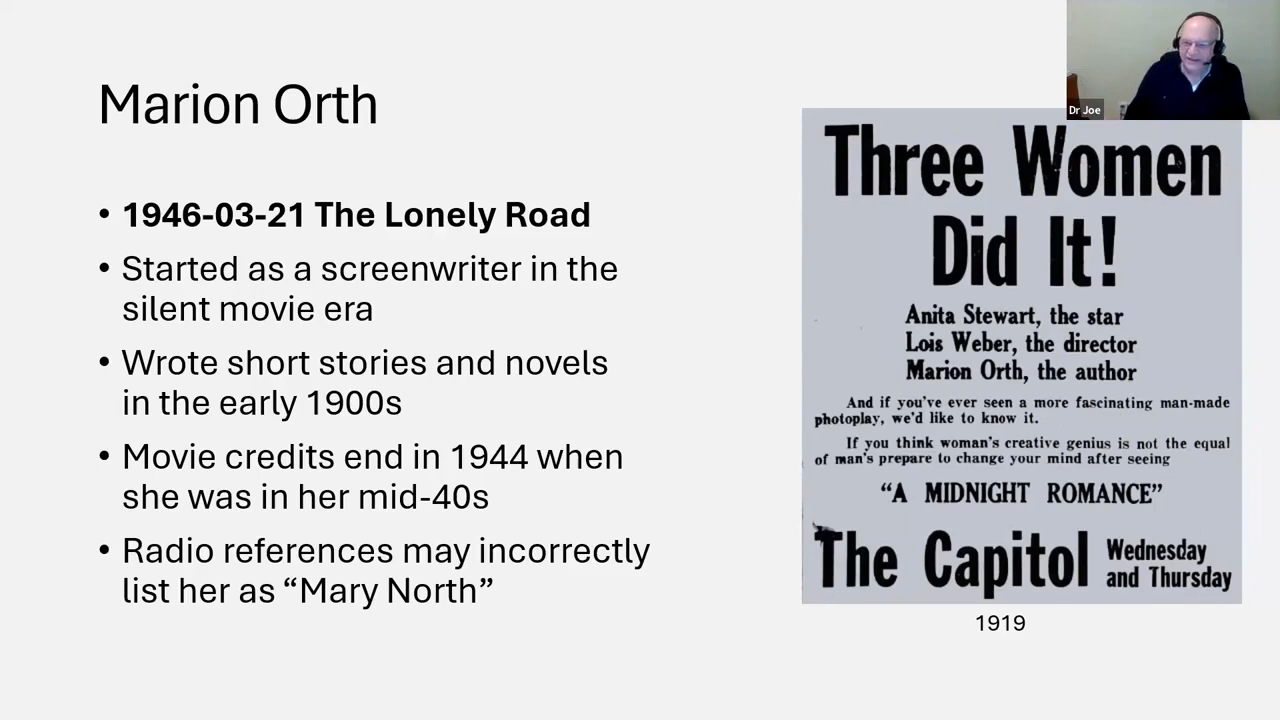 Marion Orth
• 1946-03-21 The Lonely Road
• Started as a screenwriter in the
silent movie era
• Wrote short stories and novels
in the early 1900s
• Movie credits end in 1944 when
she was in her mid-40s
• Radio references may incorrectly
list her as “Mary North”
Dr Joe
Three Women
Did It!
Anita Stewart, the star
Lois Weber, the director
Marion Orth, the author
And if you've ever seen a more fascinating man-made
photoplay, we'd like to know it.
If you think woman's creative genius is not the equal
of man's prepare to change your mind after seeing
“A MIDNIGHT ROMANCE”
The Capitol Wednesday
and Thursday
1919